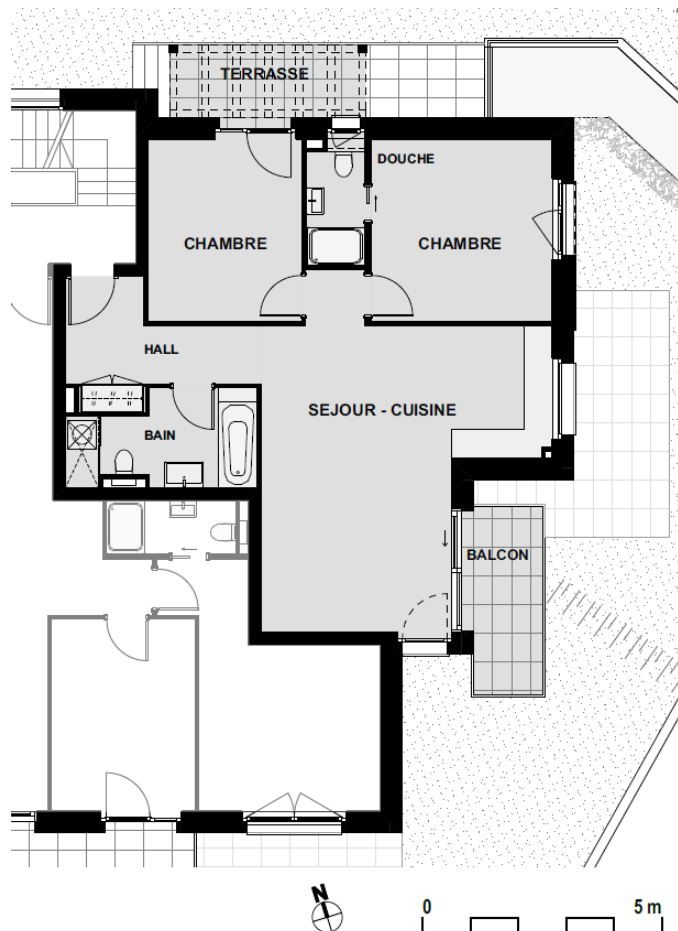 TERRASSE
DOUCHE
CHAMBRE
CHAMBRE
HALL
SEJOUR - CUISINE
BAIN
BALCON
N
0
5 m